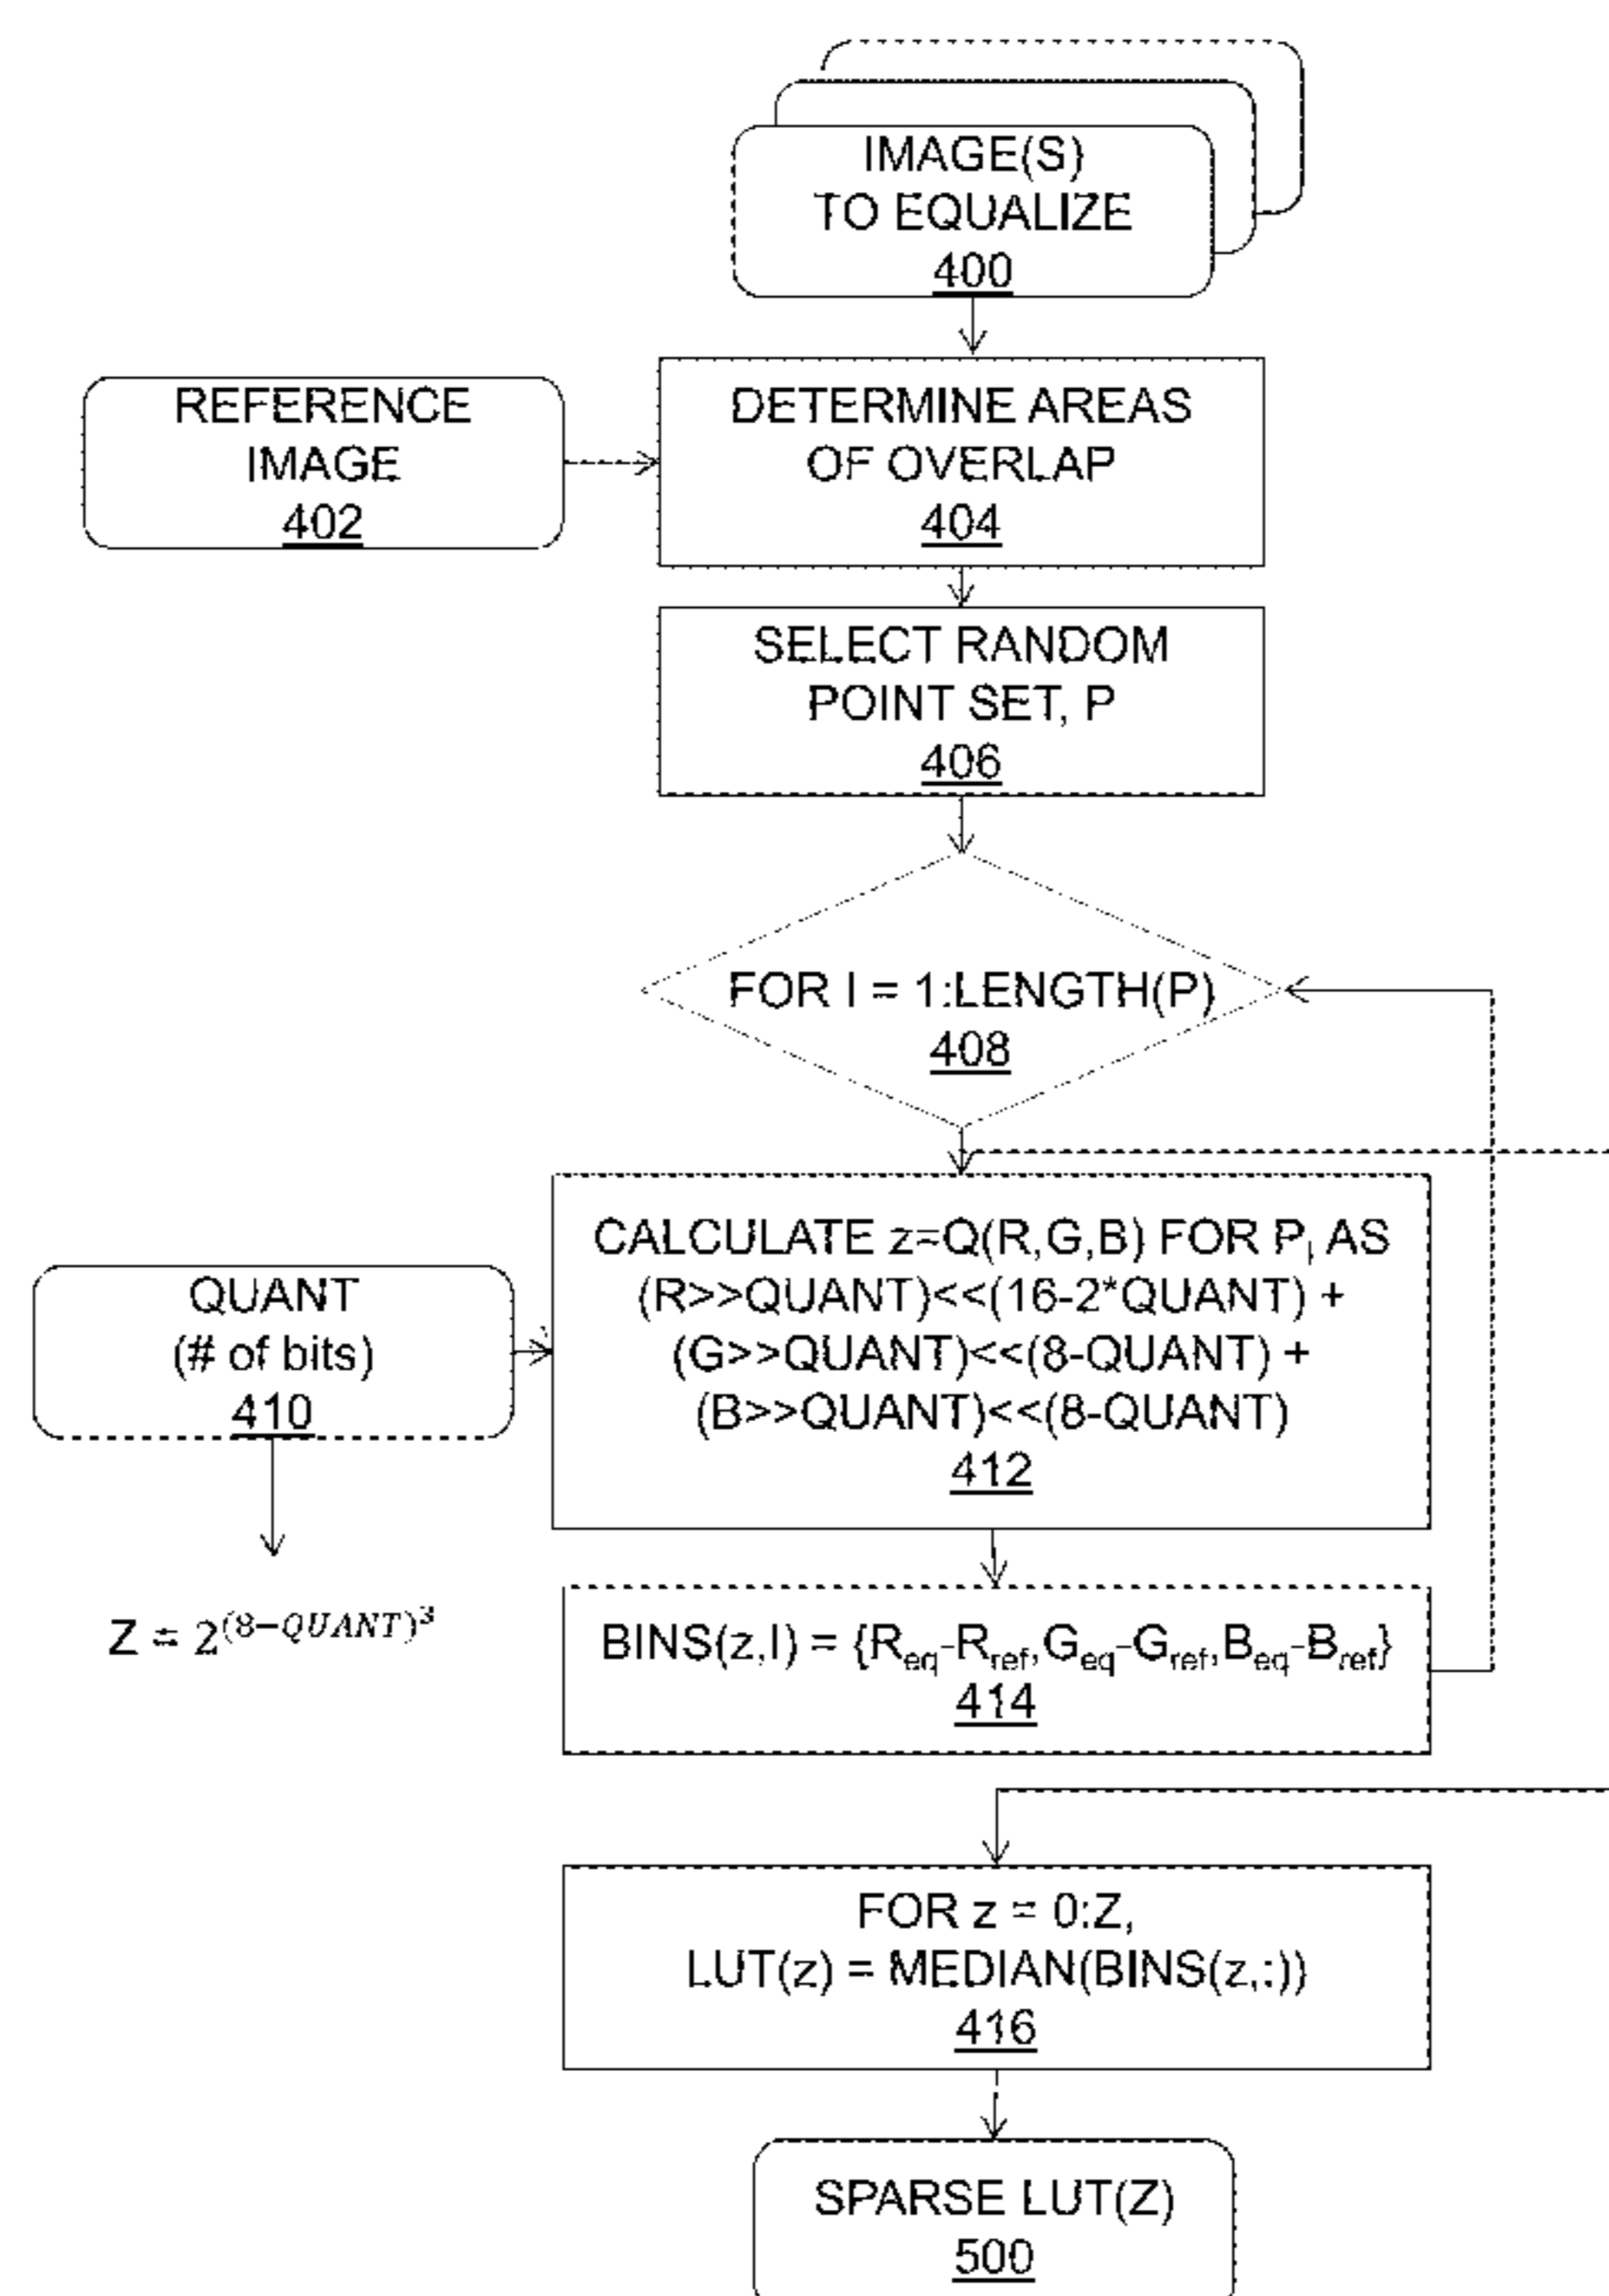 IMAGE(S)
TO EQUALIZE
400
REFERENCE
IMAGE
402
DETERMINE AREAS
OF OVERLAP
404
SELECT RANDOM
POINT SET, P
406
FOR I = 1:LENGTH(P)
408
QUANT
(# of bits)
410
CALCULATE z=Q(R,G,B) FOR P_I AS
(R>>QUANT)<<(16-2*QUANT) +
(G>>QUANT)<<(8-QUANT) +
(B>>QUANT)<<(8-QUANT)
412
Z = 2^{(8-QUANT)^3}
BINS(z,I) = {R_eq-R_ref,G_eq-G_ref,B_eq-B_ref}
414
FOR z = 0:Z,
LUT(z) = MEDIAN(BINS(z,:))
416
SPARSE LUT(Z)
500